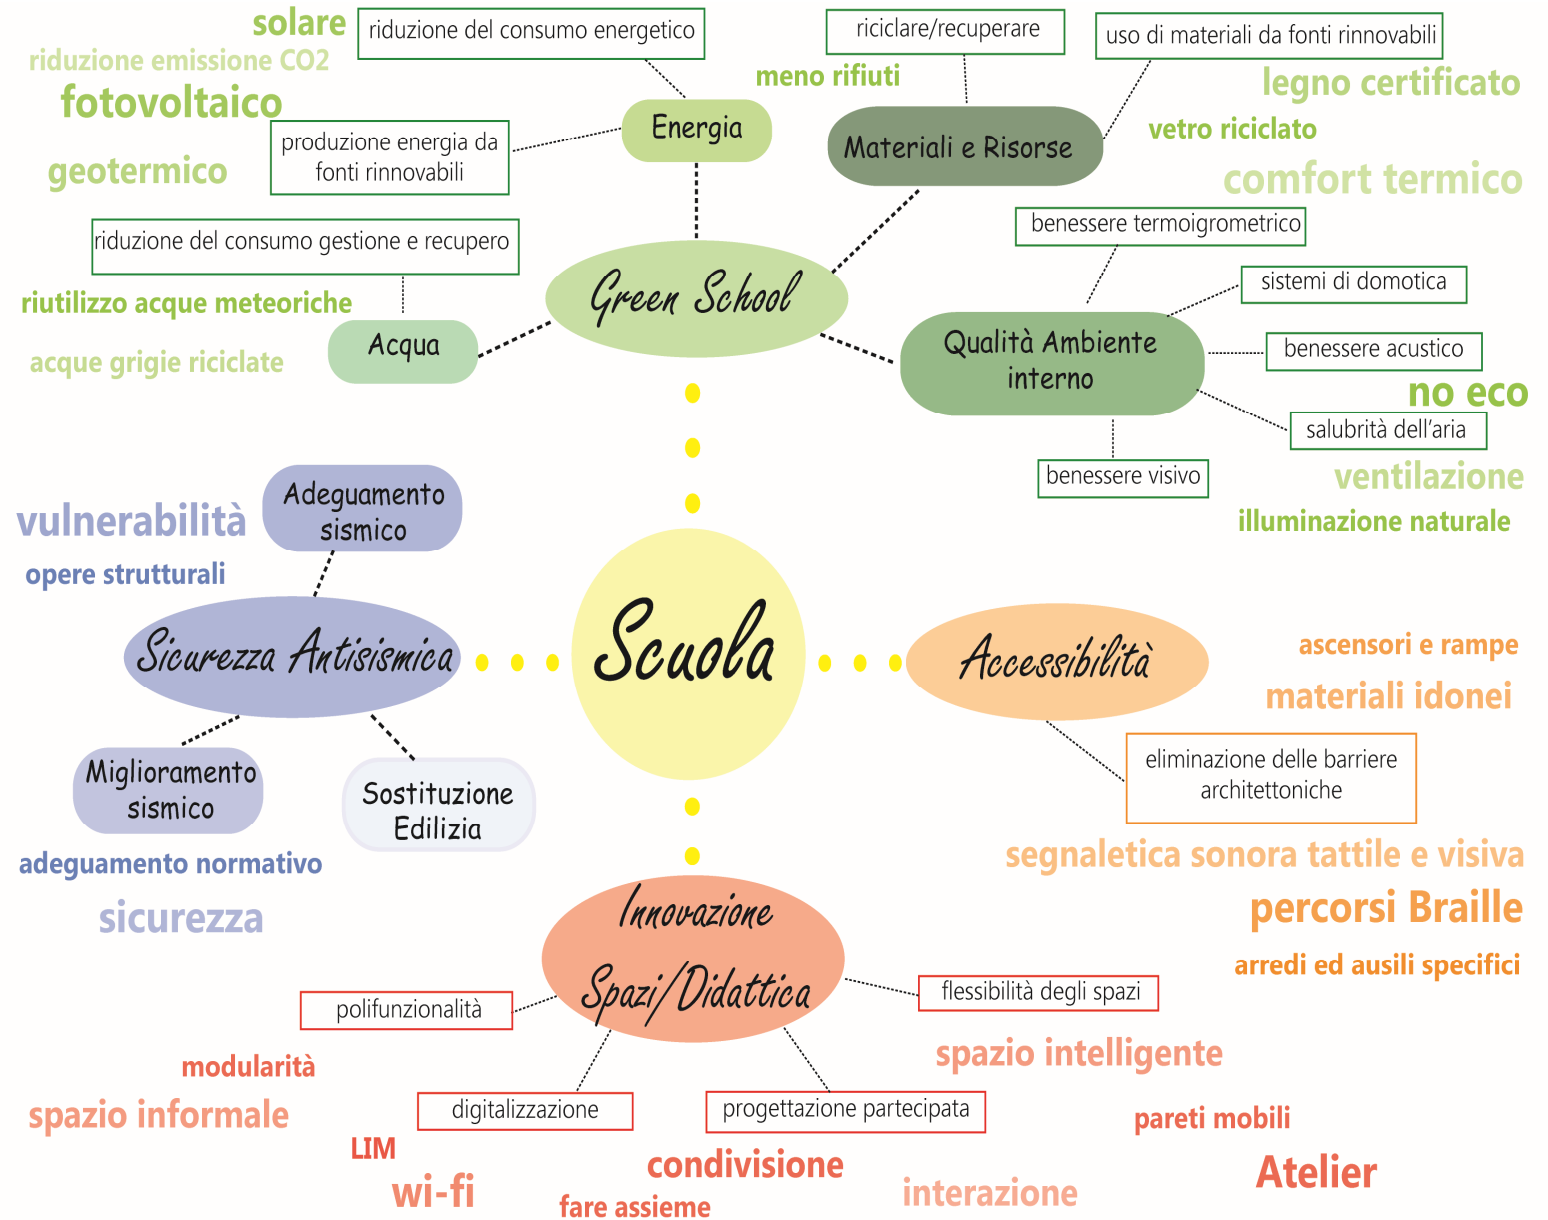 solare
riduzione del consumo energetico
riciclare/recuperare
uso di materiali da fonti rinnovabili
riduzione emissione CO2
meno rifiuti
legno certificato
fotovoltaico
Energia
vetro riciclato
produzione energia da
fonti rinnovabili
Materiali e Risorse
geotermico
comfort termico
riduzione del consumo gestione e recupero
benessere termoigrometrico
Green School
sistemi di domotica
riutilizzo acque meteoriche
Acqua
Qualità Ambiente
interno
benessere acustico
acque grigie riciclate
no eco
salubrità dell'aria
benessere visivo
ventilazione
illuminazione naturale
Adeguamento
sismico
vulnerabilità
opere strutturali
Sicurezza Antisismica
Scuola
Accessibilità
ascensori e rampe
materiali idonei
Miglioramento
sismico
Sostituzione
Edilizia
eliminazione delle barriere
architettoniche
adeguamento normativo
segnaletica sonora tattile e visiva
sicurezza
percorsi Braille
arredi ed ausili specifici
Innovazione
Spazi/Didattica
polifunzionalità
flessibilità degli spazi
modularità
spazio intelligente
spazio informale
digitalizzazione
progettazione partecipata
pareti mobili
LIM
condivisione
Atelier
wi-fi
fare assieme
interazione